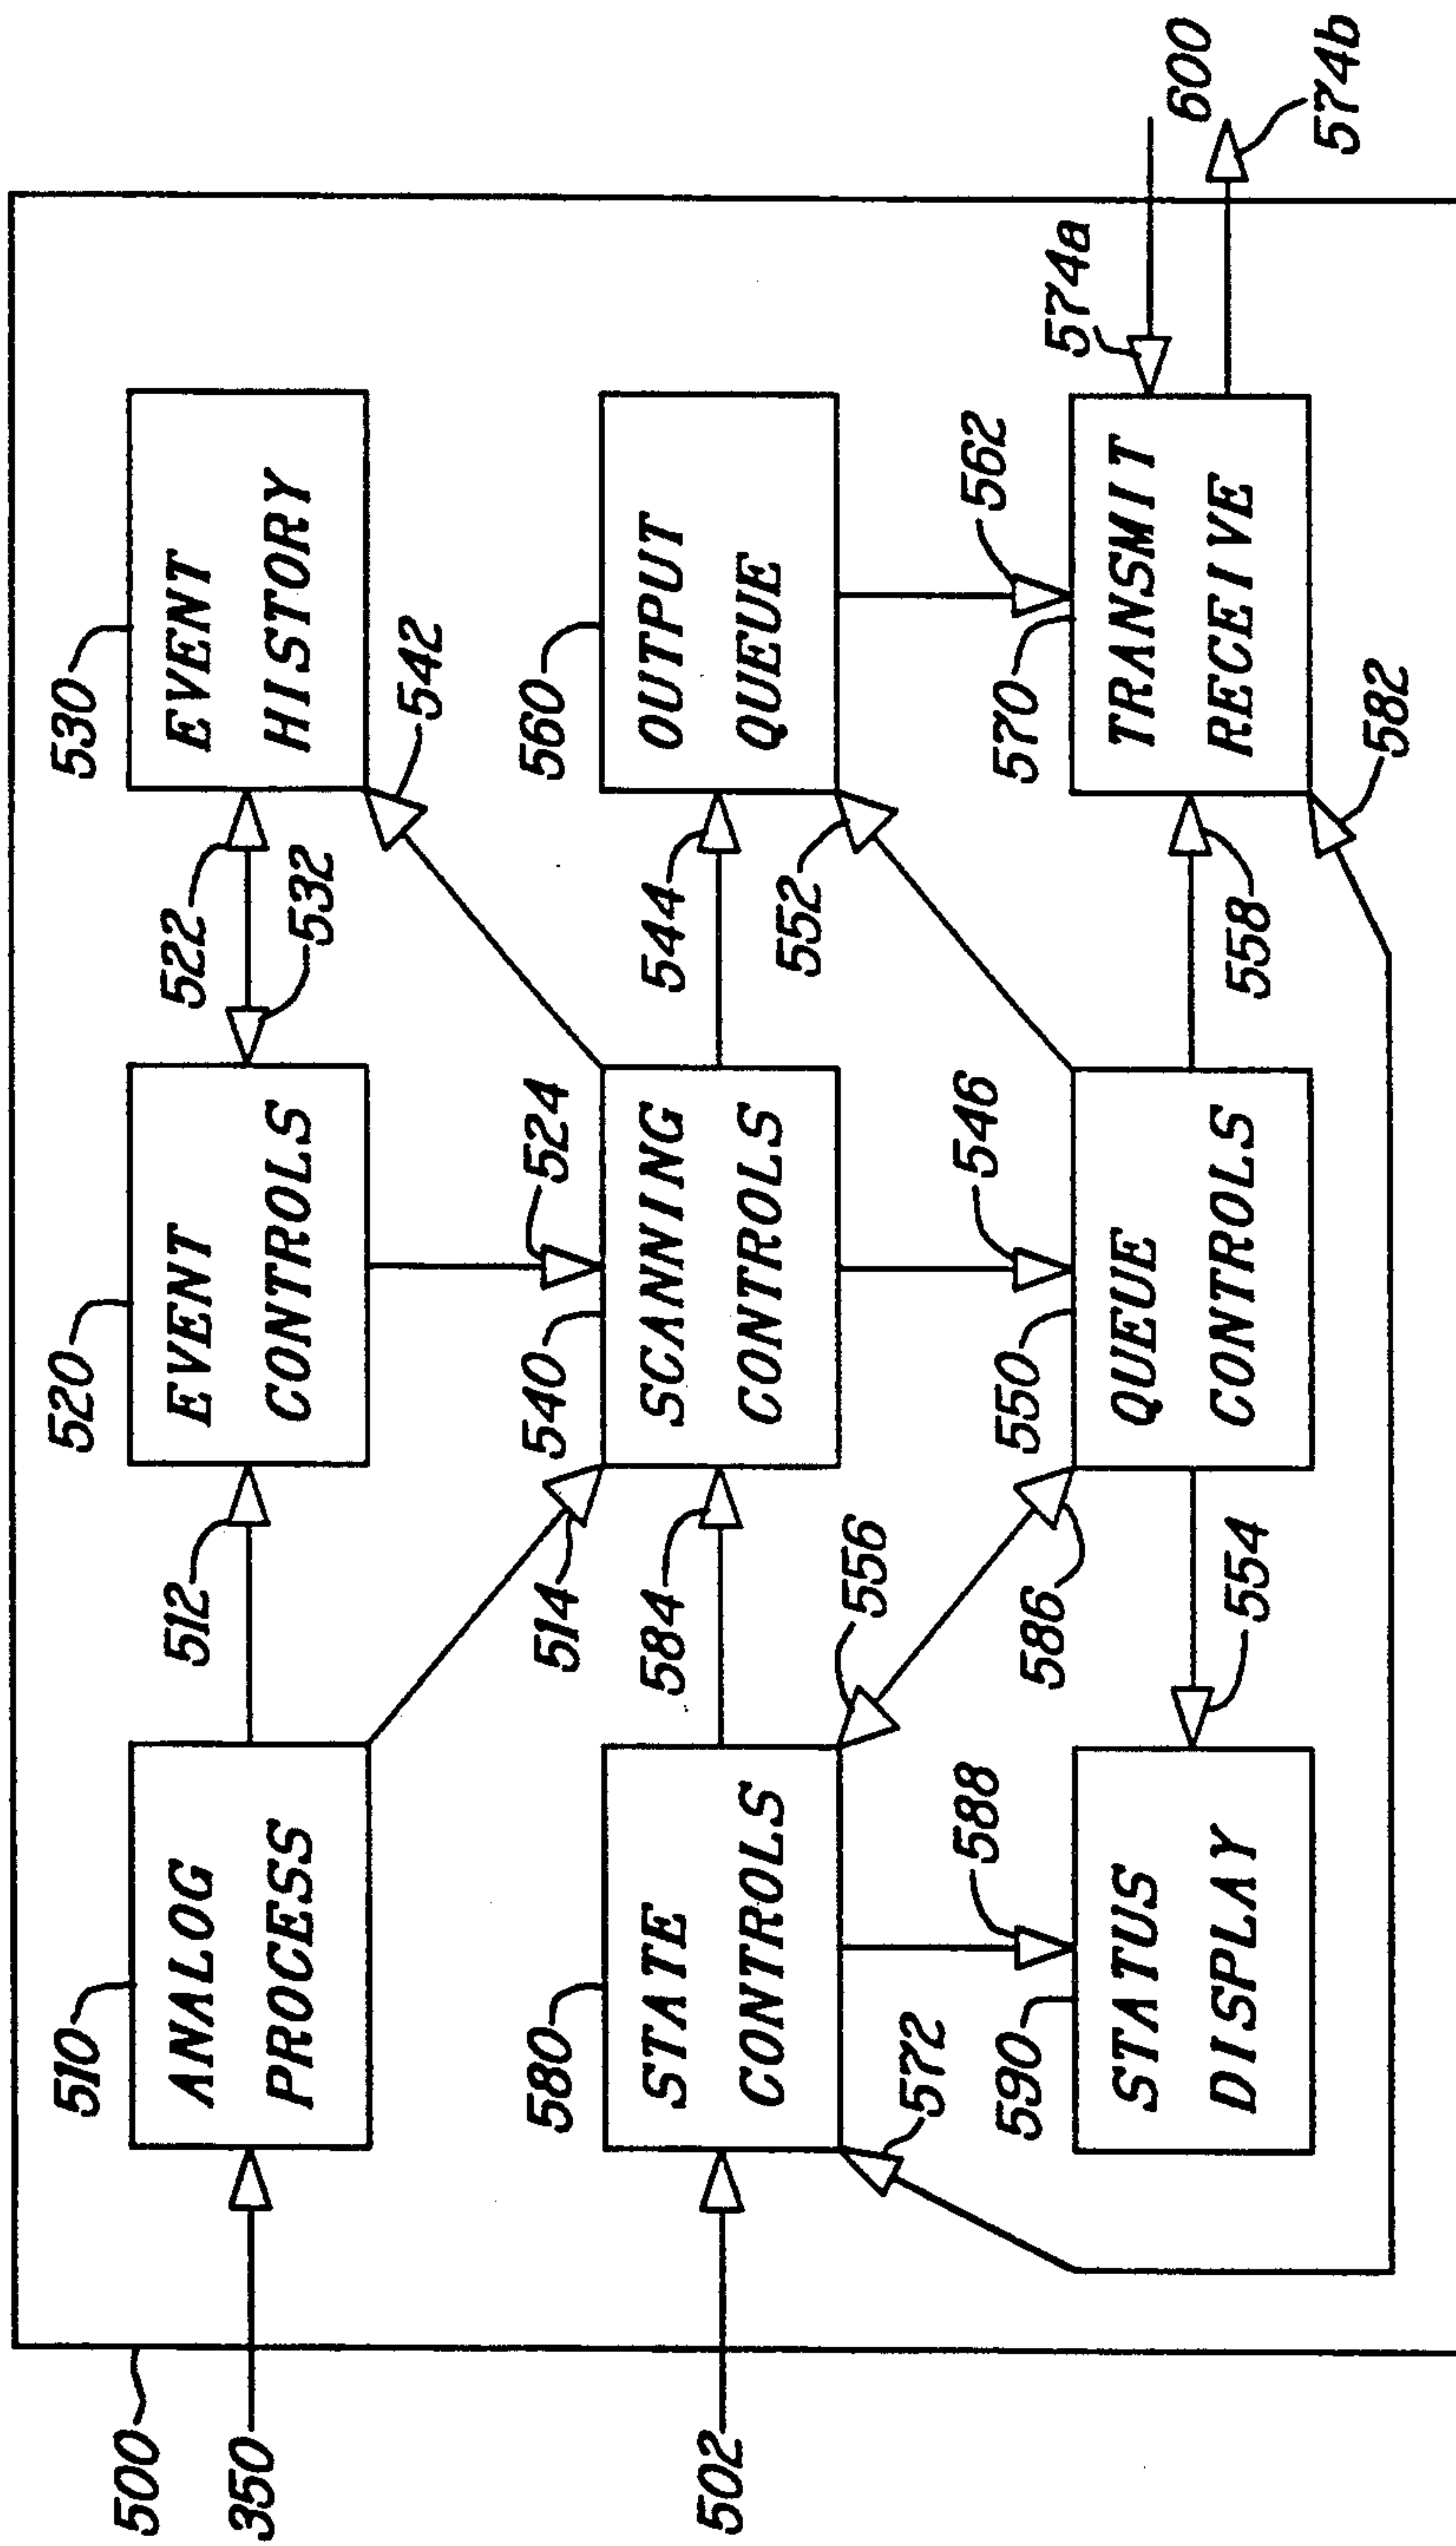 500
350
510
ANALOG
PROCESS
512
520
EVENT
CONTROLS
522
532
530
EVENT
HISTORY
514
524
542
502
580
STATE
CONTROLS
584
540
SCANNING
CONTROLS
544
560
OUTPUT
QUEUE
572
588
556
586
546
552
562
590
STATUS
DISPLAY
554
550
QUEUE
CONTROLS
558
570
TRANSMIT
RECEIVE
574a
600
574b
582